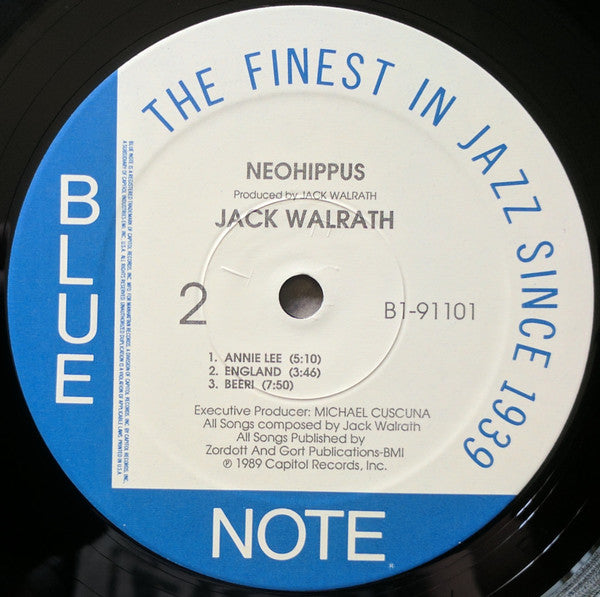 THE FINEST IN JAZZ SINCE 1939
BLUE
NOTE
NEOHIPPUS
Produced by JACK WALRATH
JACK WALRATH
2
B1-91101
1. ANNIE LEE (5:10)
2. ENGLAND (3:46)
3. BEERI (7:50)
Executive Producer: MICHAEL CUSCUNA
All Songs composed by Jack Walrath
All Songs Published by
Zordott And Gort Publications-BMI
℗ 1989 Capitol Records, Inc.